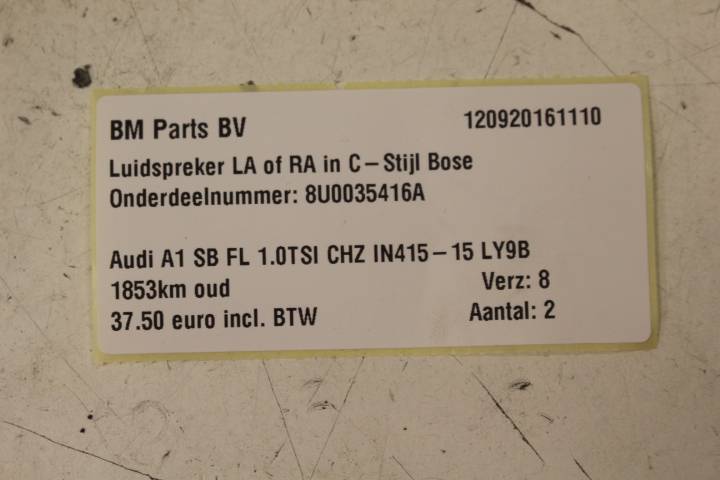 BM Parts BV 120920161110
Luidspreker LA of RA in C-Stijl Bose
Onderdeelnummer: 8U0035416A
Audi A1 SB FL 1.0TSI CHZ IN415-15 LY9B
1853km oud Verz: 8
37.50 euro incl. BTW Aantal: 2